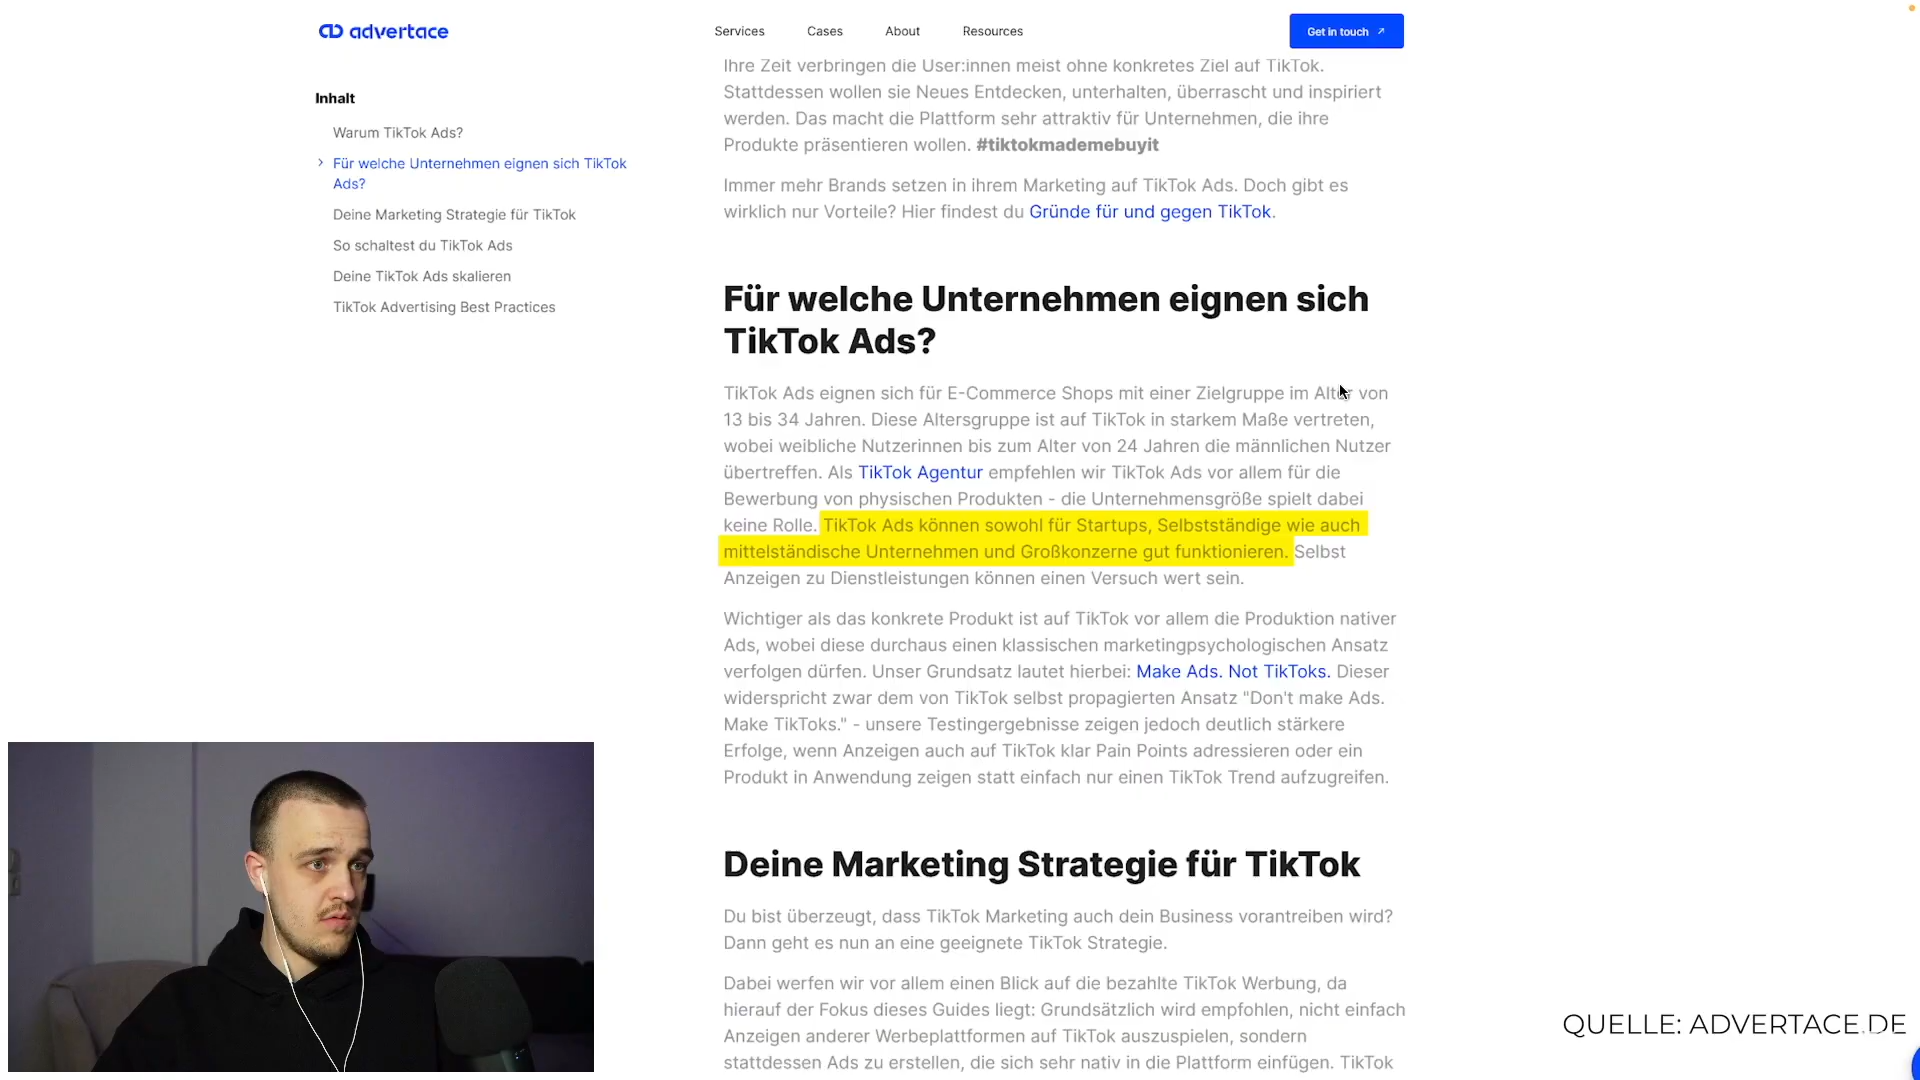 advertace
Services
Cases
About
Resources
Get in touch
Inhalt
Warum TikTok Ads?
Für welche Unternehmen eignen sich TikTok
Ads?
Deine Marketing Strategie für TikTok
So schaltest du TikTok Ads
Deine TikTok Ads skalieren
TikTok Advertising Best Practices
Ihre Zeit verbringen die User:innen meist ohne konkretes Ziel auf TikTok.
Stattdessen wollen sie Neues Entdecken, unterhalten, überrascht und inspiriert
werden. Das macht die Plattform sehr attraktiv für Unternehmen, die ihre
Produkte präsentieren wollen. #tiktokmademebuyit
Immer mehr Brands setzen in ihrem Marketing auf TikTok Ads. Doch gibt es
wirklich nur Vorteile? Hier findest du Gründe für und gegen TikTok.
Für welche Unternehmen eignen sich
TikTok Ads?
TikTok Ads eignen sich für E-Commerce Shops mit einer Zielgruppe im Alter von
13 bis 34 Jahren. Diese Altersgruppe ist auf TikTok in starkem Maße vertreten,
wobei weibliche Nutzerinnen bis zum Alter von 24 Jahren die männlichen Nutzer
übertreffen. Als TikTok Agentur empfehlen wir TikTok Ads vor allem für die
Bewerbung von physischen Produkten - die Unternehmensgröße spielt dabei
keine Rolle. TikTok Ads können sowohl für Startups, Selbstständige wie auch
mittelständische Unternehmen und Großkonzerne gut funktionieren. Selbst
Anzeigen zu Dienstleistungen können einen Versuch wert sein.
Wichtiger als das konkrete Produkt ist auf TikTok vor allem die Produktion nativer
Ads, wobei diese durchaus einen klassischen marketingpsychologischen Ansatz
verfolgen dürfen. Unser Grundsatz lautet hierbei: Make Ads. Not TikToks. Dieser
widerspricht zwar dem von TikTok selbst propagierten Ansatz "Don't make Ads.
Make TikToks." - unsere Testingergebnisse zeigen jedoch deutlich stärkere
Erfolge, wenn Anzeigen auch auf TikTok klar Pain Points adressieren oder ein
Produkt in Anwendung zeigen statt einfach nur einen TikTok Trend aufzugreifen.
Deine Marketing Strategie für TikTok
Du bist überzeugt, dass TikTok Marketing auch dein Business vorantreiben wird?
Dann geht es nun an eine geeignete TikTok Strategie.
Dabei werfen wir vor allem einen Blick auf die bezahlte TikTok Werbung, da
hierauf der Fokus dieses Guides liegt: Grundsätzlich wird empfohlen, nicht einfach
Anzeigen anderer Werbeplattformen auf TikTok auszuspielen, sondern
stattdessen Ads zu erstellen, die sich sehr nativ in die Plattform einfügen. TikTok
QUELLE: ADVERTACE.DE